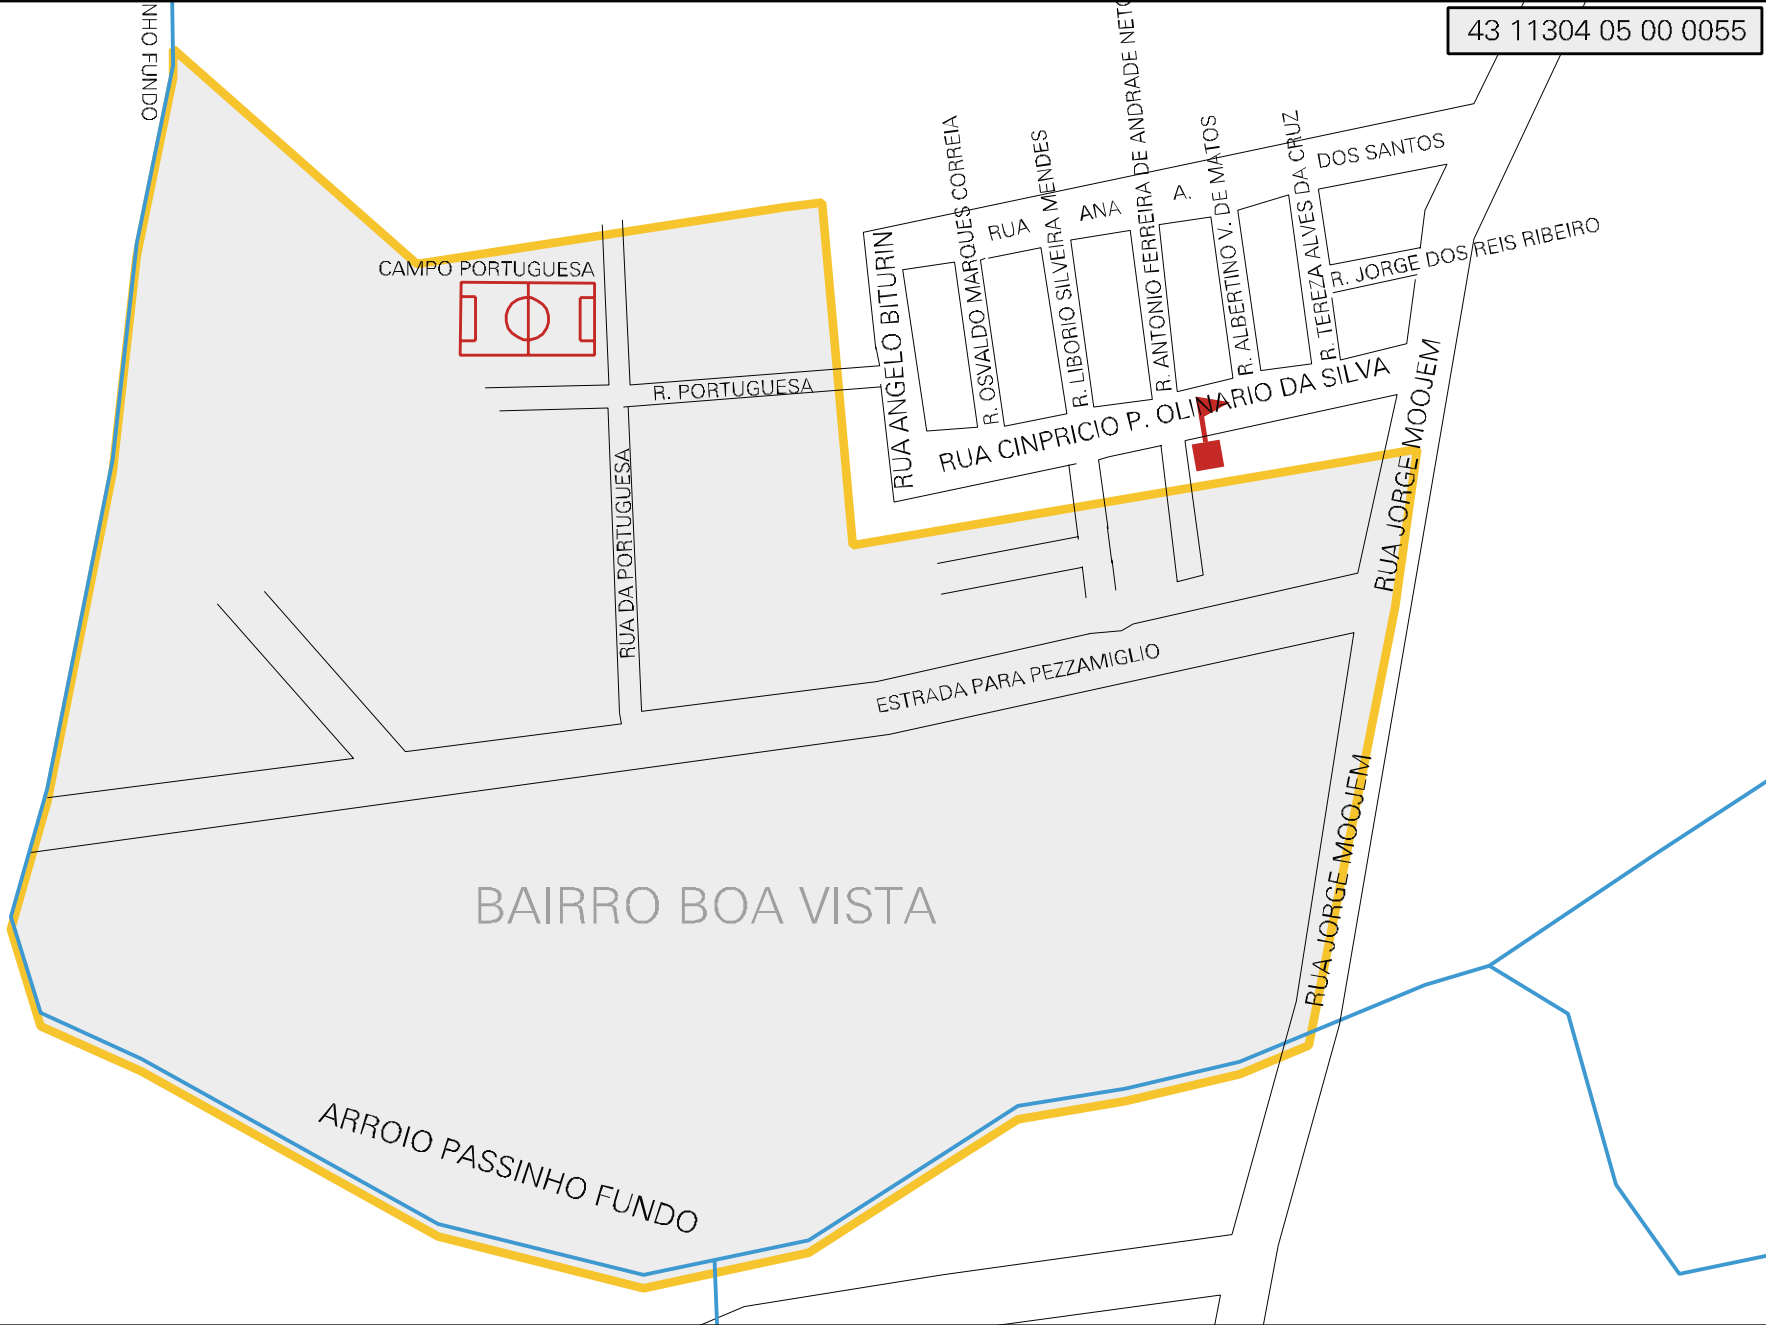 43 11304 05 00 0055
NHO FUNDO
R. OSVALDO MARQUES CORREIA
R. LIBORIO SILVEIRA MENDES
R. ANTONIO FERREIRA DE ANDRADE NETO
R. ALBERTINO V. DE MATOS
R. TEREZA ALVES DA CRUZ
RUA ANA A. DOS SANTOS
R. JORGE DOS REIS RIBEIRO
CAMPO PORTUGUESA
RUA ANGELO BITURIN
R. PORTUGUESA
RUA CINPRICIO P. OLINARIO DA SILVA
RUA DA PORTUGUESA
RUA JORGE MOOJEM
ESTRADA PARA PEZZAMIGLIO
RUA JORGE MOOJEM
BAIRRO BOA VISTA
ARROIO PASSINHO FUNDO